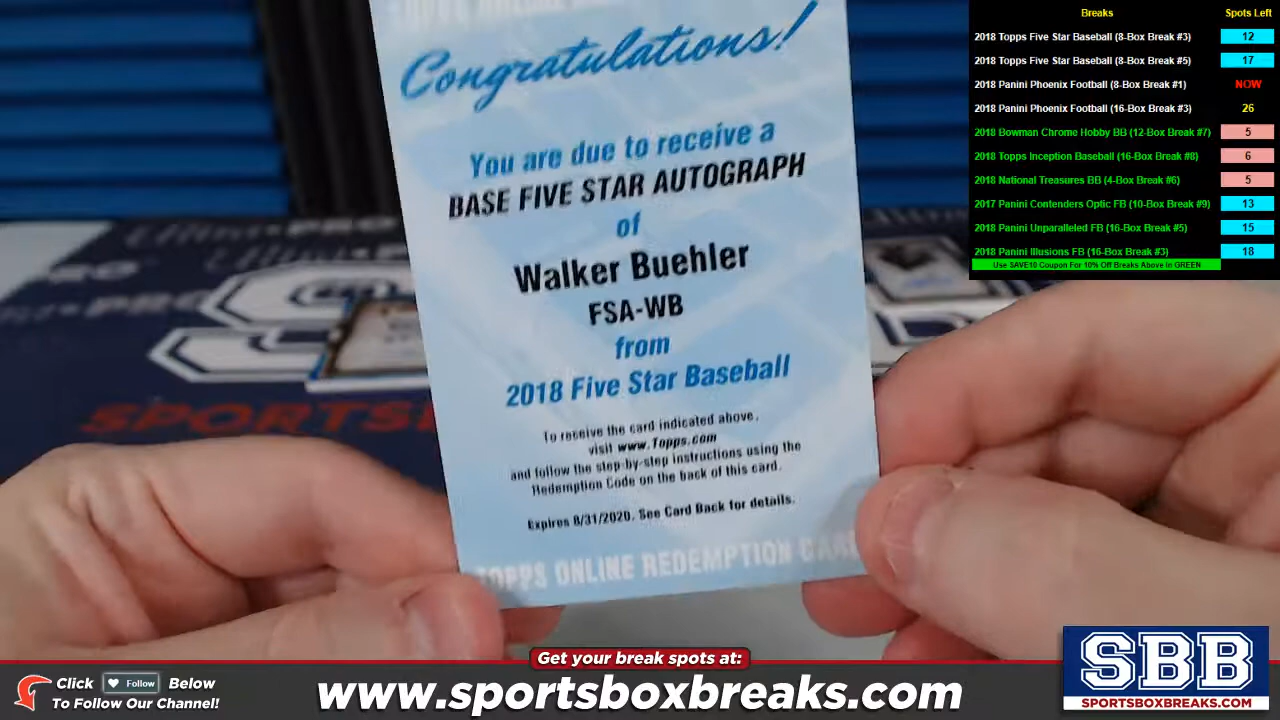 Congratulations!
You are due to receive a
BASE FIVE STAR AUTOGRAPH
of
Walker Buehler
FSA-WB
from
2018 Five Star Baseball
To receive the card indicated above,
visit www.Topps.com
and follow the step-by-step instructions using the
Redemption Code on the back of this card.
Expires 8/31/2020. See Card Back for details.
TOPPS ONLINE REDEMPTION CARD
Breaks Spots Left
2018 Topps Five Star Baseball (8-Box Break #3) 12
2018 Topps Five Star Baseball (8-Box Break #5) 17
2018 Panini Phoenix Football (8-Box Break #1) NOW
2018 Panini Phoenix Football (16-Box Break #3) 26
2018 Bowman Chrome Hobby BB (12-Box Break #7) 5
2018 Topps Inception Baseball (16-Box Break #8) 6
2018 National Treasures BB (4-Box Break #6) 5
2017 Panini Contenders Optic FB (10-Box Break #9) 13
2018 Panini Unparalleled FB (16-Box Break #5) 15
2018 Panini Illusions FB (16-Box Break #3) 18
Use SAVE10 Coupon For 10% Off Breaks Above In GREEN
SPORTSB
Get your break spots at:
Click Follow Below
To Follow Our Channel!
www.sportsboxbreaks.com
SBB
SPORTSBOXBREAKS.COM